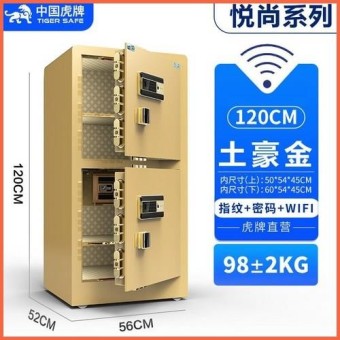 中国虎牌
TIGER SAFE
悦尚系列
120CM
土豪金
内尺寸(上):50*54*45CM
内尺寸(下):60*54*45CM
指纹+密码+WIFI
虎牌直营
98±2KG
120CM
52CM
56CM